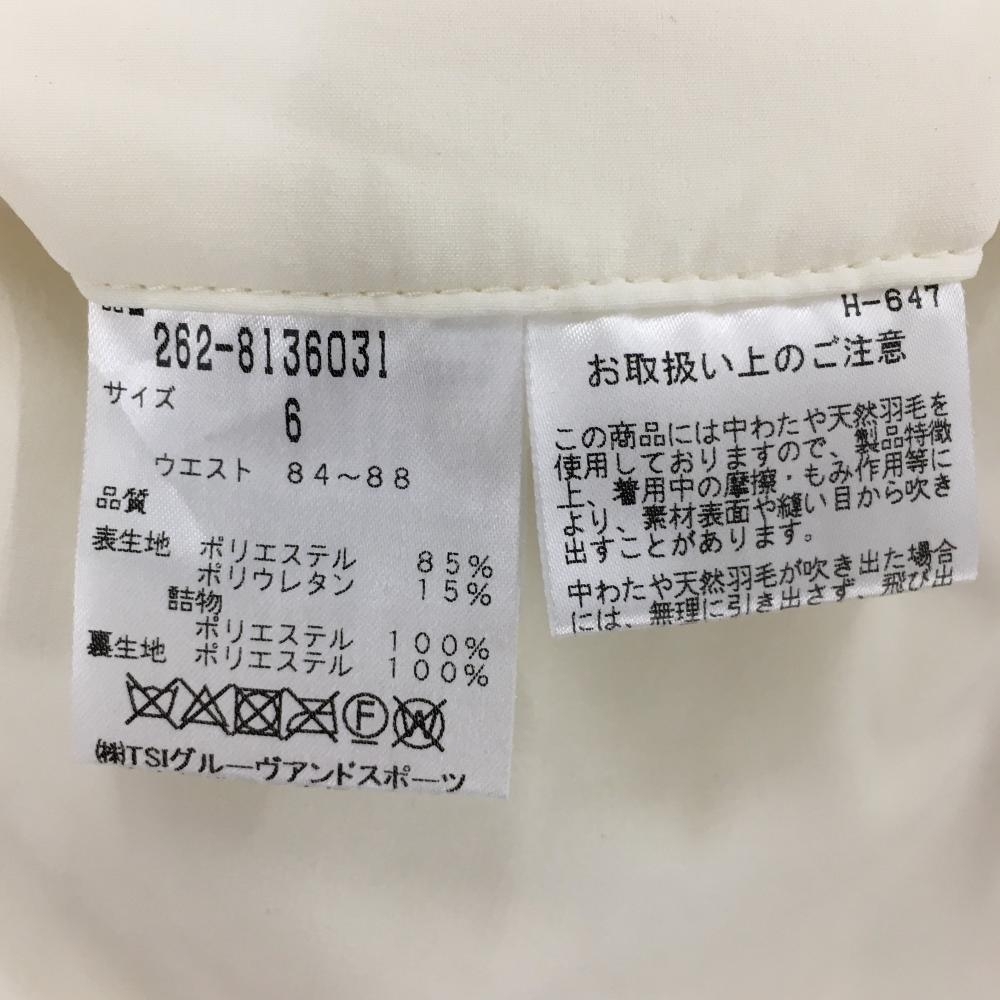 262-8136031
サイズ
6
ウエスト 84～88
品質
表生地 ポリエステル 85%
ポリウレタン 15%
詰物
ポリエステル 100%
裏生地 ポリエステル 100%
F W
(株)TSIグルーヴアンドスポーツ
H-647
お取扱い上のご注意
この商品には中わたや天然羽毛を
使用しておりますので、製品特徴
上、着用中の摩擦・もみ作用等に
より、素材表面や縫い目から吹き
出すことがあります。
中わたや天然羽毛が吹き出た場合
には、無理に引き出さず、飛び出